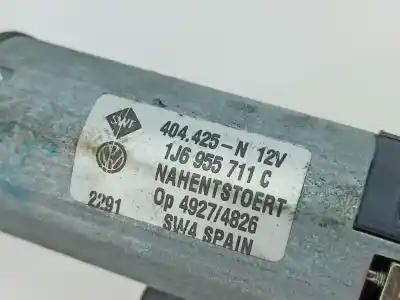 SWF
404.425-N 12V
1J6 955 711 C
NAHENTSTOERT
2291 Op 4927/4826
SW4 SPAIN